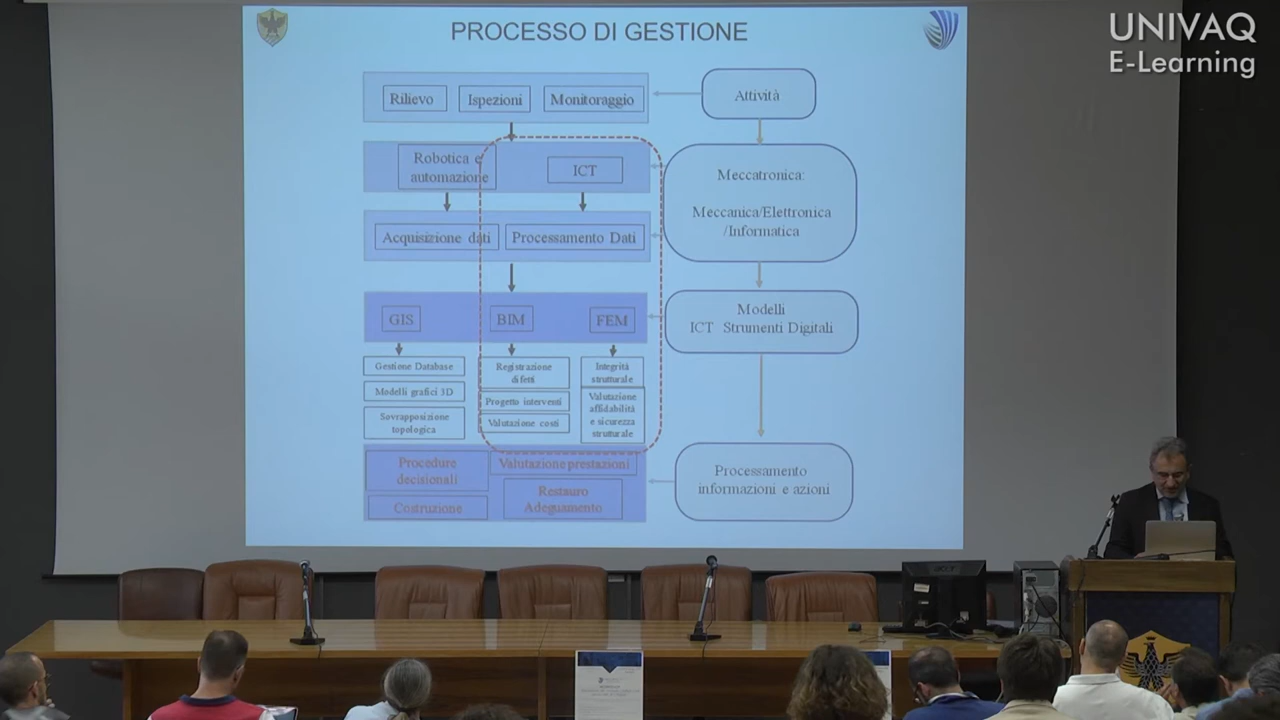 PROCESSO DI GESTIONE
UNIVAQ
E-Learning
Rilievo
Ispezioni
Monitoraggio
Attività
Robotica e
automazione
ICT
Meccatronica:
Meccanica/Elettronica
/Informatica
Acquisizione dati
Processamento Dati
GIS
BIM
FEM
Modelli
ICT Strumenti Digitali
Gestione Database
Modelli grafici 3D
Sovrapposizione
topologica
Registrazione
difetti
Progetto interventi
Valutazione costi
Integrità
strutturale
Valutazione
affidabilità
e sicurezza
strutturale
Procedure
decisionali
Costruzione
Valutazione prestazioni
Restauro
Adeguamento
Processamento
informazioni e azioni